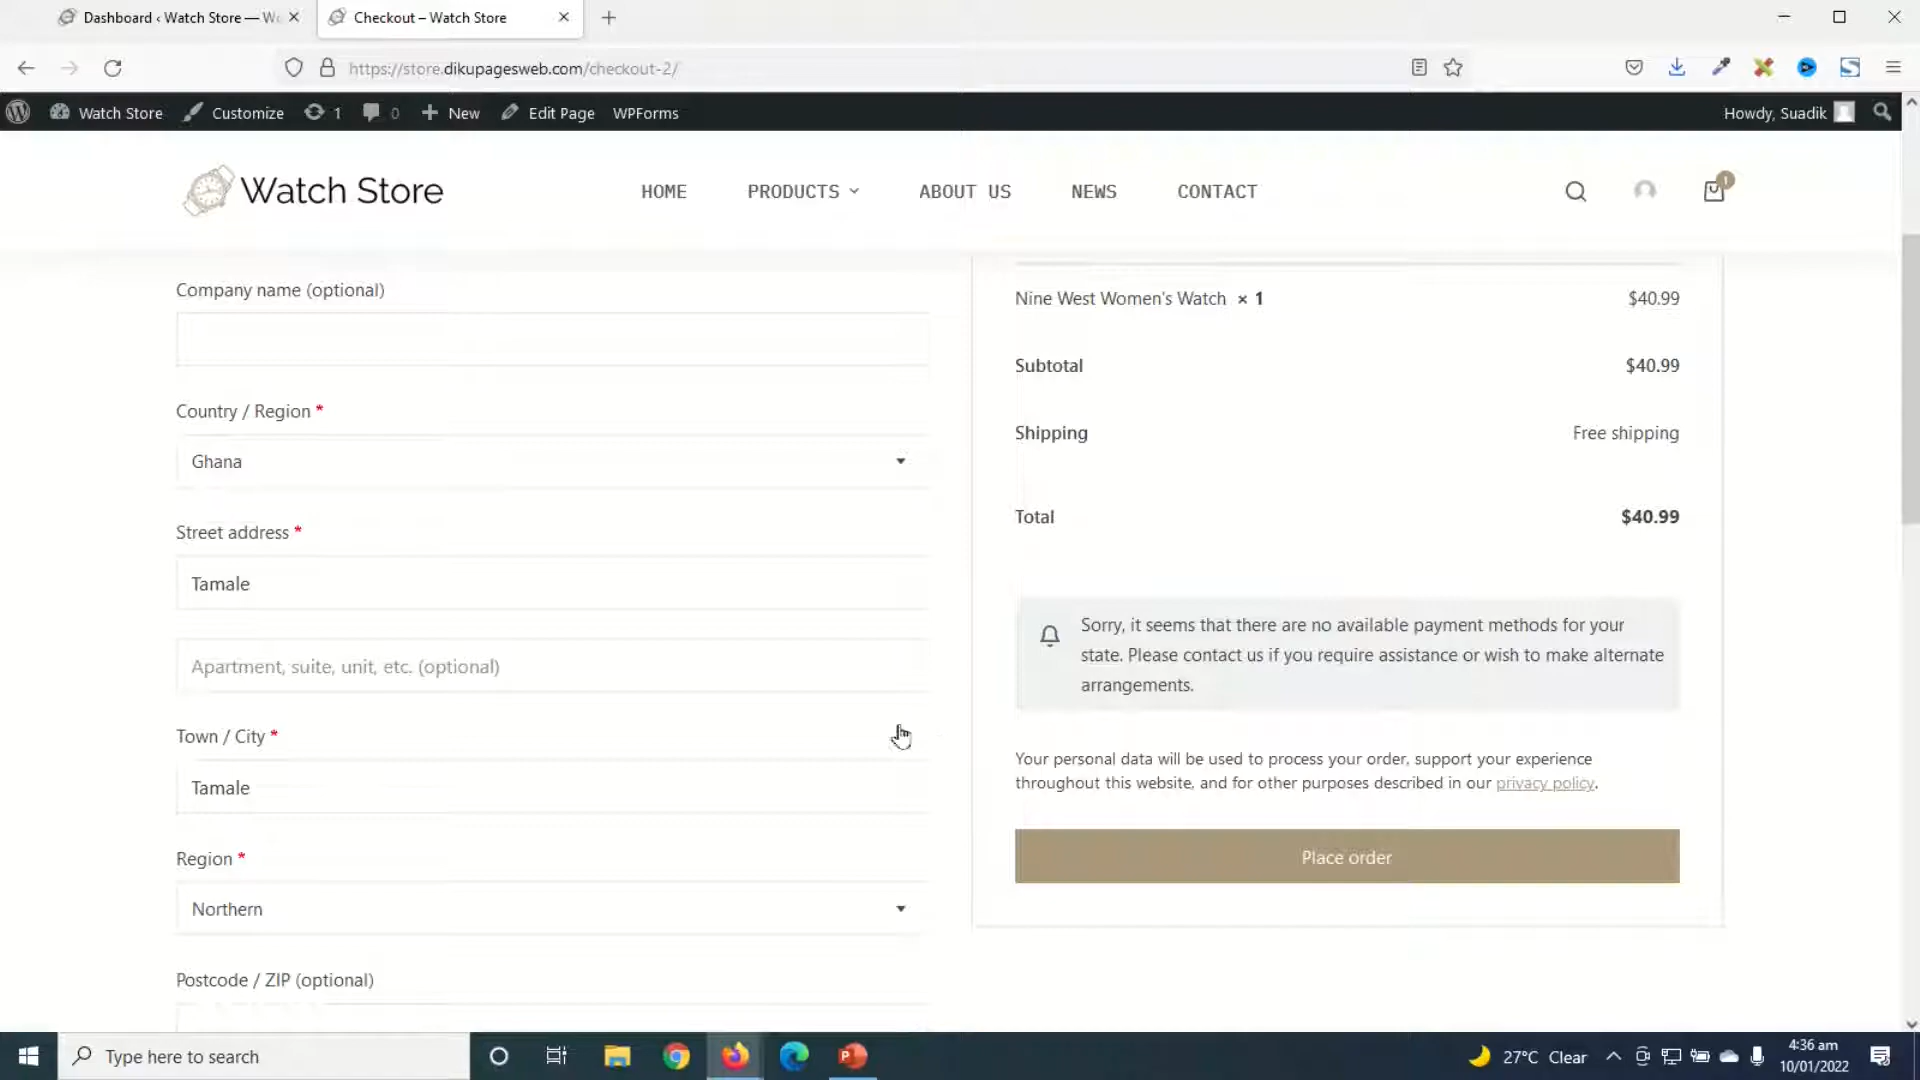 Dashboard ‹ Watch Store — Wo
Checkout – Watch Store
https://store.dikupagesweb.com/checkout-2/
Watch Store
Customize
1
0
New
Edit Page
WPForms
Howdy, Suadik
Watch Store
HOME
PRODUCTS
ABOUT US
NEWS
CONTACT
1
Company name (optional)
Country / Region *
Ghana
Street address *
Tamale
Apartment, suite, unit, etc. (optional)
Town / City *
Tamale
Region *
Northern
Postcode / ZIP (optional)
Nine West Women's Watch × 1 $40.99
Subtotal $40.99
Shipping Free shipping
Total $40.99
Sorry, it seems that there are no available payment methods for your
state. Please contact us if you require assistance or wish to make alternate
arrangements.
Your personal data will be used to process your order, support your experience
throughout this website, and for other purposes described in our privacy policy.
Place order
Type here to search
27°C Clear
4:36 am
10/01/2022